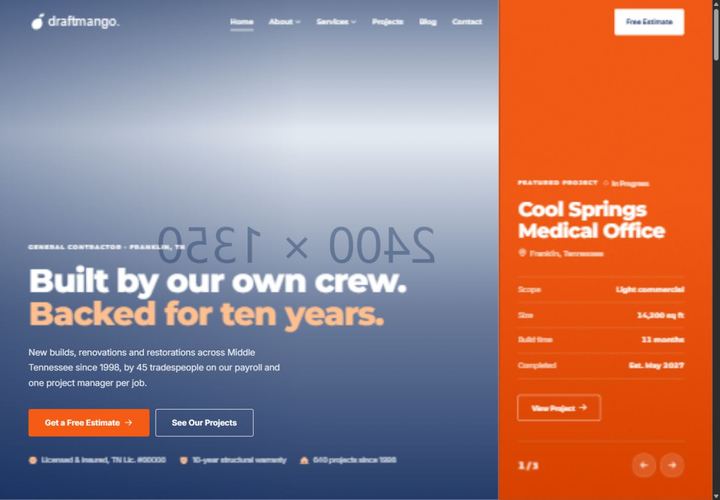 draftmango.
Home About Services Projects Blog Contact
Free Estimate
2400 × 1350
GENERAL CONTRACTOR · FRANKLIN, TN
Built by our own crew.
Backed for ten years.
New builds, renovations and restorations across Middle
Tennessee since 1998, by 45 tradespeople on our payroll and
one project manager per job.
Get a Free Estimate →
See Our Projects
Licensed & insured, TN Lic. #00000
10-year structural warranty
640 projects since 1998
FEATURED PROJECT In Progress
Cool Springs
Medical Office
Franklin, Tennessee
Scope Light commercial
Size 14,200 sq ft
Build time 11 months
Completed Est. May 2027
View Project →
1 / 3